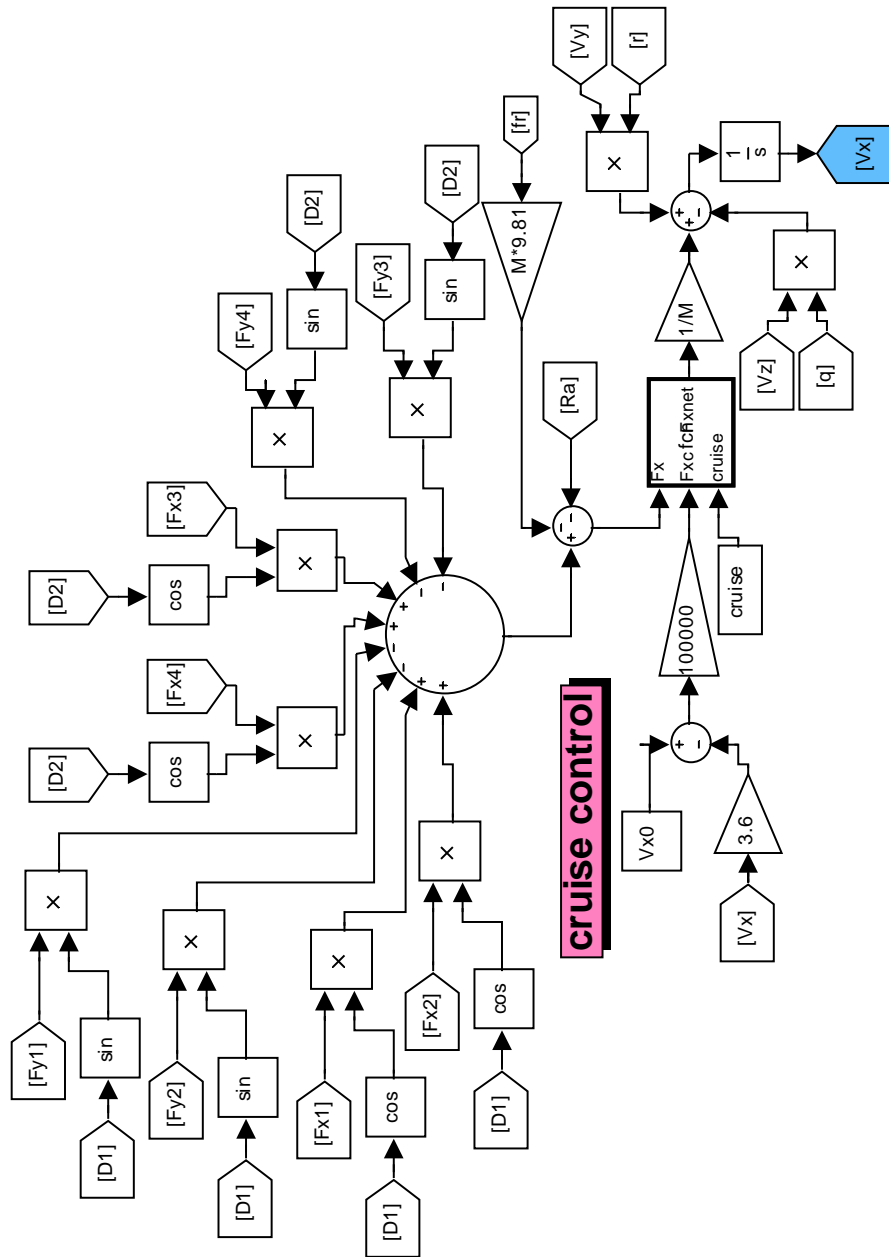 [Vy]
[r]
[D2]
[fr]
[D2]
[Fy4]
sin
[Fy3]
sin
×
1
s
[Vx]
×
×
M*9.81
[Fx3]
[D2]
cos
×
[Ra]
1/M
[Vz]
[q]
×
Fx
cruise
[Fx4]
[D2]
cos
×
cruise
100000
cruise control
Vx0
3.6
[Vx]
×
[Fy1]
sin
[D1]
×
[Fy2]
sin
[D1]
×
[Fx1]
cos
[D1]
×
[Fx2]
cos
[D1]